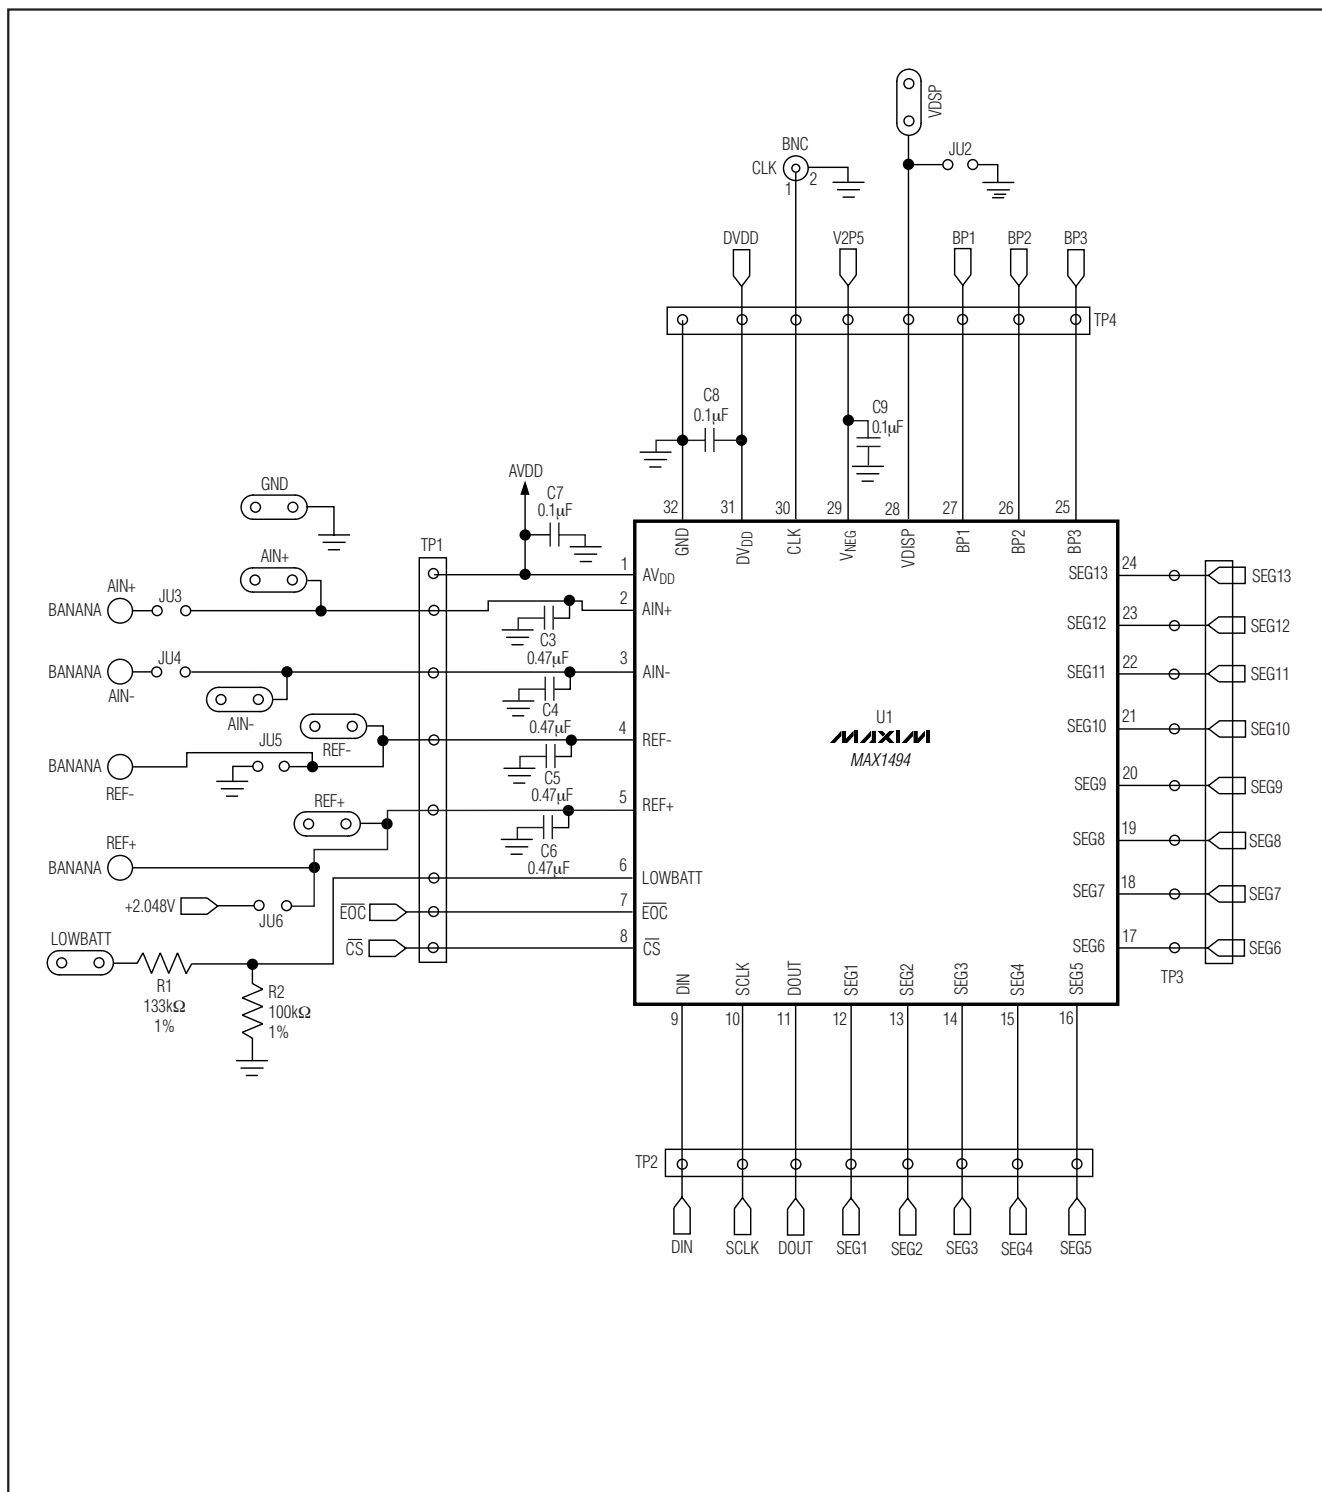 VDSP
BNC
CLK
1
2
JU2
DVDD
V2P5
BP1
BP2
BP3
TP4
C8
0.1µF
C9
0.1µF
AVDD
C7
0.1µF
32
31
30
29
28
27
26
25
GND
DVDD
CLK
VNEG
VDISP
BP1
BP2
BP3
GND
TP1
AIN+
AIN+
BANANA
JU3
1
AVDD
2
AIN+
C3
0.47µF
BANANA
JU4
AIN-
AIN-
3
AIN-
C4
0.47µF
REF-
JU5
BANANA
REF-
4
REF-
C5
0.47µF
REF+
REF+
BANANA
5
REF+
C6
0.47µF
+2.048V
JU6
6
LOWBATT
EOC
7
EOC
CS
8
CS
LOWBATT
R1
133kΩ
1%
R2
100kΩ
1%
U1
MAXIM
MAX1494
SEG13
24
SEG13
SEG12
23
SEG12
SEG11
22
SEG11
SEG10
21
SEG10
SEG9
20
SEG9
SEG8
19
SEG8
SEG7
18
SEG7
SEG6
17
SEG6
TP3
DIN
SCLK
DOUT
SEG1
SEG2
SEG3
SEG4
SEG5
9
10
11
12
13
14
15
16
TP2
DIN
SCLK
DOUT
SEG1
SEG2
SEG3
SEG4
SEG5